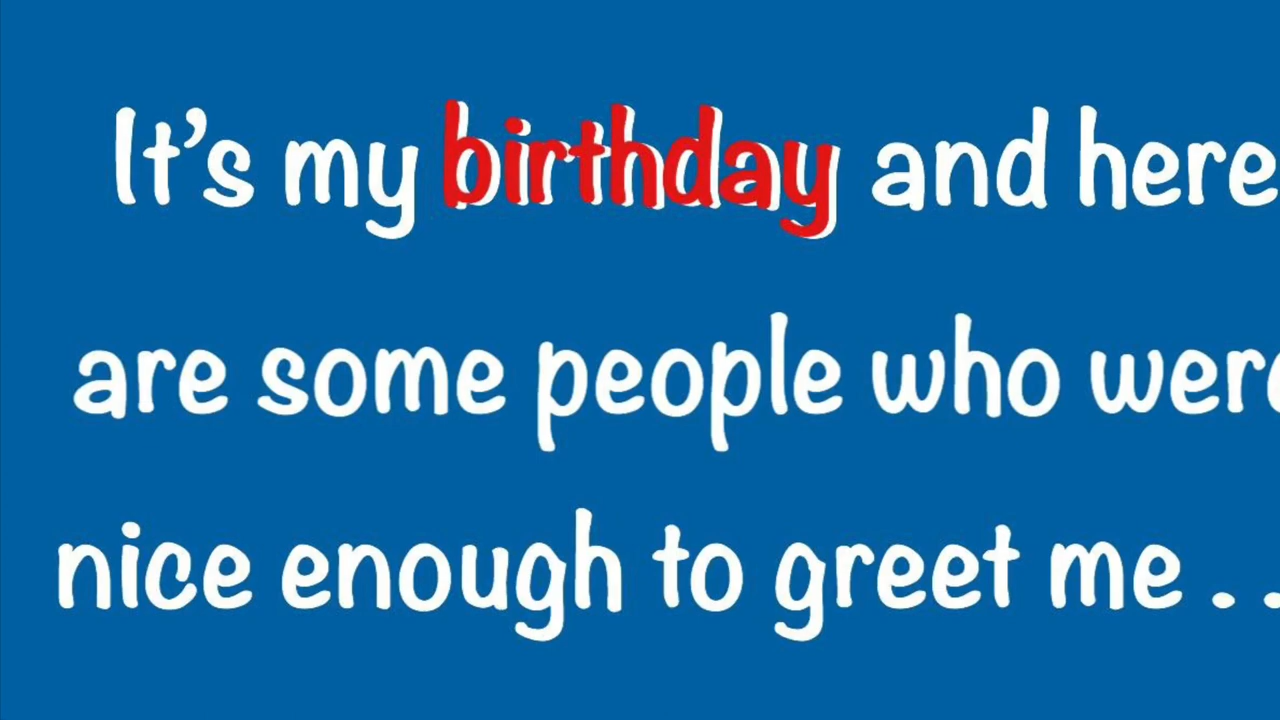 It's my birthday and here
are some people who were
nice enough to greet me . .